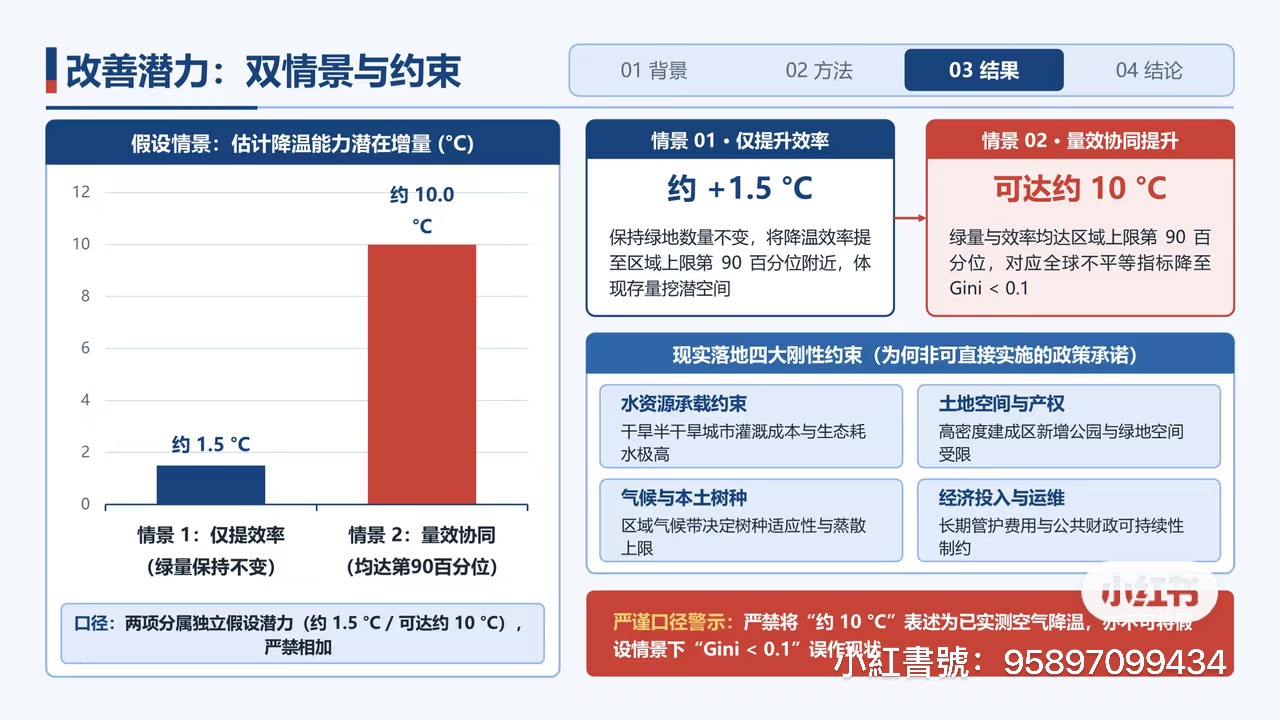 改善潜力：双情景与约束
01 背景
02 方法
03 结果
04 结论
假设情景：估计降温能力潜在增量 (°C)
12
10
8
6
4
2
0
约 10.0
°C
约 1.5 °C
情景 1：仅提效率
（绿量保持不变）
情景 2：量效协同
（均达第90百分位）
口径：两项分属独立假设潜力（约 1.5 °C / 可达约 10 °C），
严禁相加
情景 01 • 仅提升效率
约 +1.5 °C
保持绿地数量不变，将降温效率提
至区域上限第 90 百分位附近，体
现存量挖潜空间
情景 02 • 量效协同提升
可达约 10 °C
绿量与效率均达区域上限第 90 百
分位，对应全球不平等指标降至
Gini < 0.1
现实落地四大刚性约束（为何非可直接实施的政策承诺）
水资源承载约束
干旱半干旱城市灌溉成本与生态耗
水极高
土地空间与产权
高密度建成区新增公园与绿地空间
受限
气候与本土树种
区域气候带决定树种适应性与蒸散
上限
经济投入与运维
长期管护费用与公共财政可持续性
制约
严谨口径警示：严禁将“约 10 °C”表述为已实测空气降温，亦不可将假
设情景下“Gini < 0.1”误作现状
小红书
小紅書號：95897099434